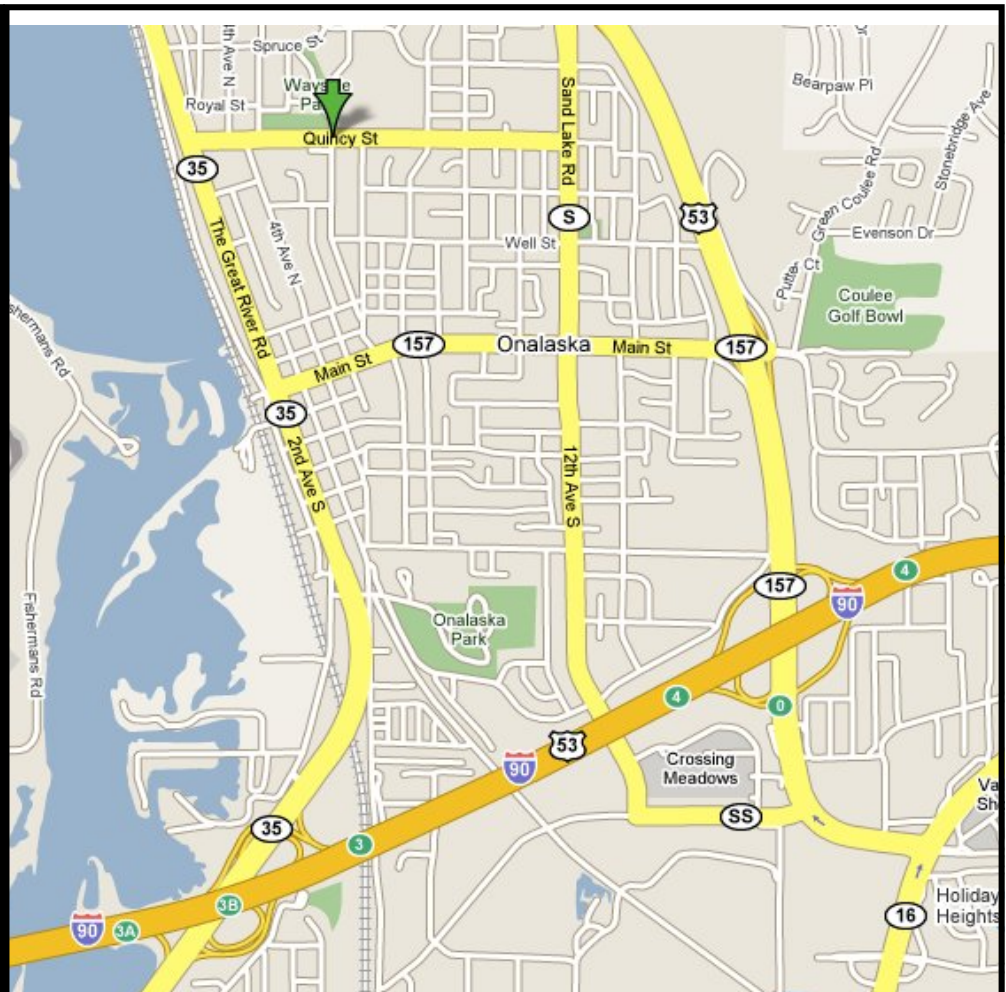 4th Ave N
Spruce St
Bearpaw Pl
Royal St
Quincy St
Sand Lake Rd
Green Coulee Rd
Stonebridge Ave
35
S
53
Evenson Dr
The Great River Rd
4th Ave N
Well St
Putter Ct
Coulee
Golf Bowl
157
Onalaska
Main St
157
Main St
35
2nd Ave S
12th Ave S
157
4
90
Fishermans Rd
Onalaska
Park
4
0
53
90
Crossing
Meadows
SS
35
3
3B
90
3A
16
Holiday
Heights